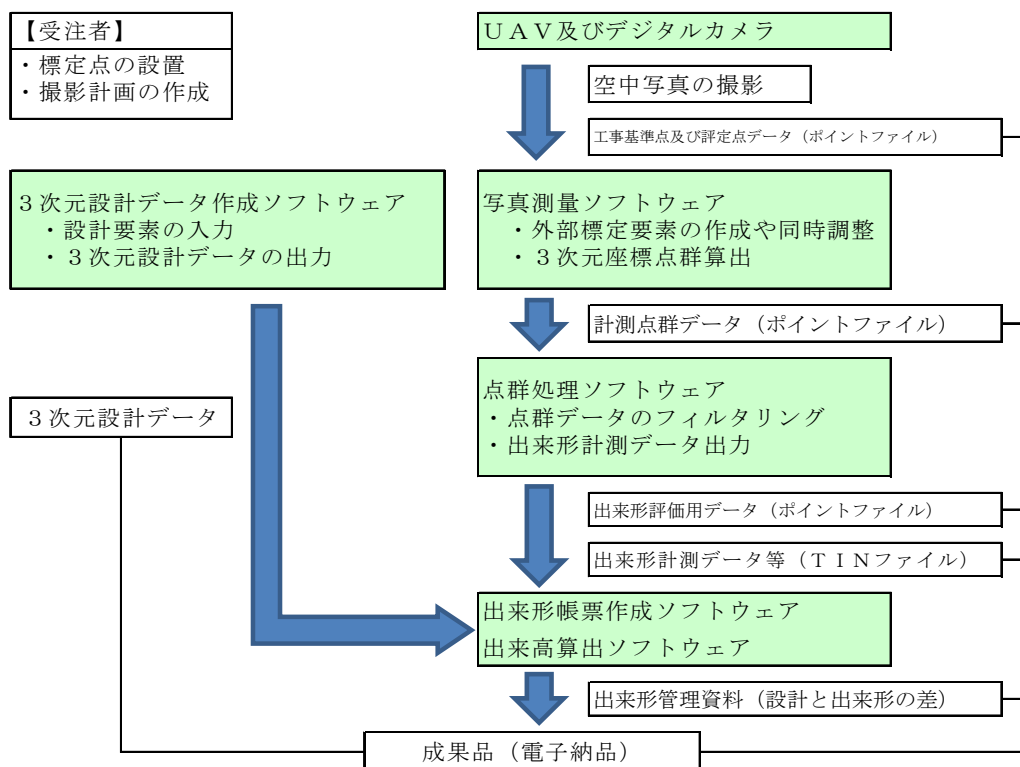 【受注者】
・標定点の設置
・撮影計画の作成
ＵＡＶ及びデジタルカメラ
空中写真の撮影
工事基準点及び評定点データ（ポイントファイル）
３次元設計データ作成ソフトウェア
・設計要素の入力
・３次元設計データの出力
写真測量ソフトウェア
・外部標定要素の作成や同時調整
・３次元座標点群算出
計測点群データ（ポイントファイル）
点群処理ソフトウェア
・点群データのフィルタリング
・出来形計測データ出力
３次元設計データ
出来形評価用データ（ポイントファイル）
出来形計測データ等（ＴＩＮファイル）
出来形帳票作成ソフトウェア
出来高算出ソフトウェア
出来形管理資料（設計と出来形の差）
成果品（電子納品）